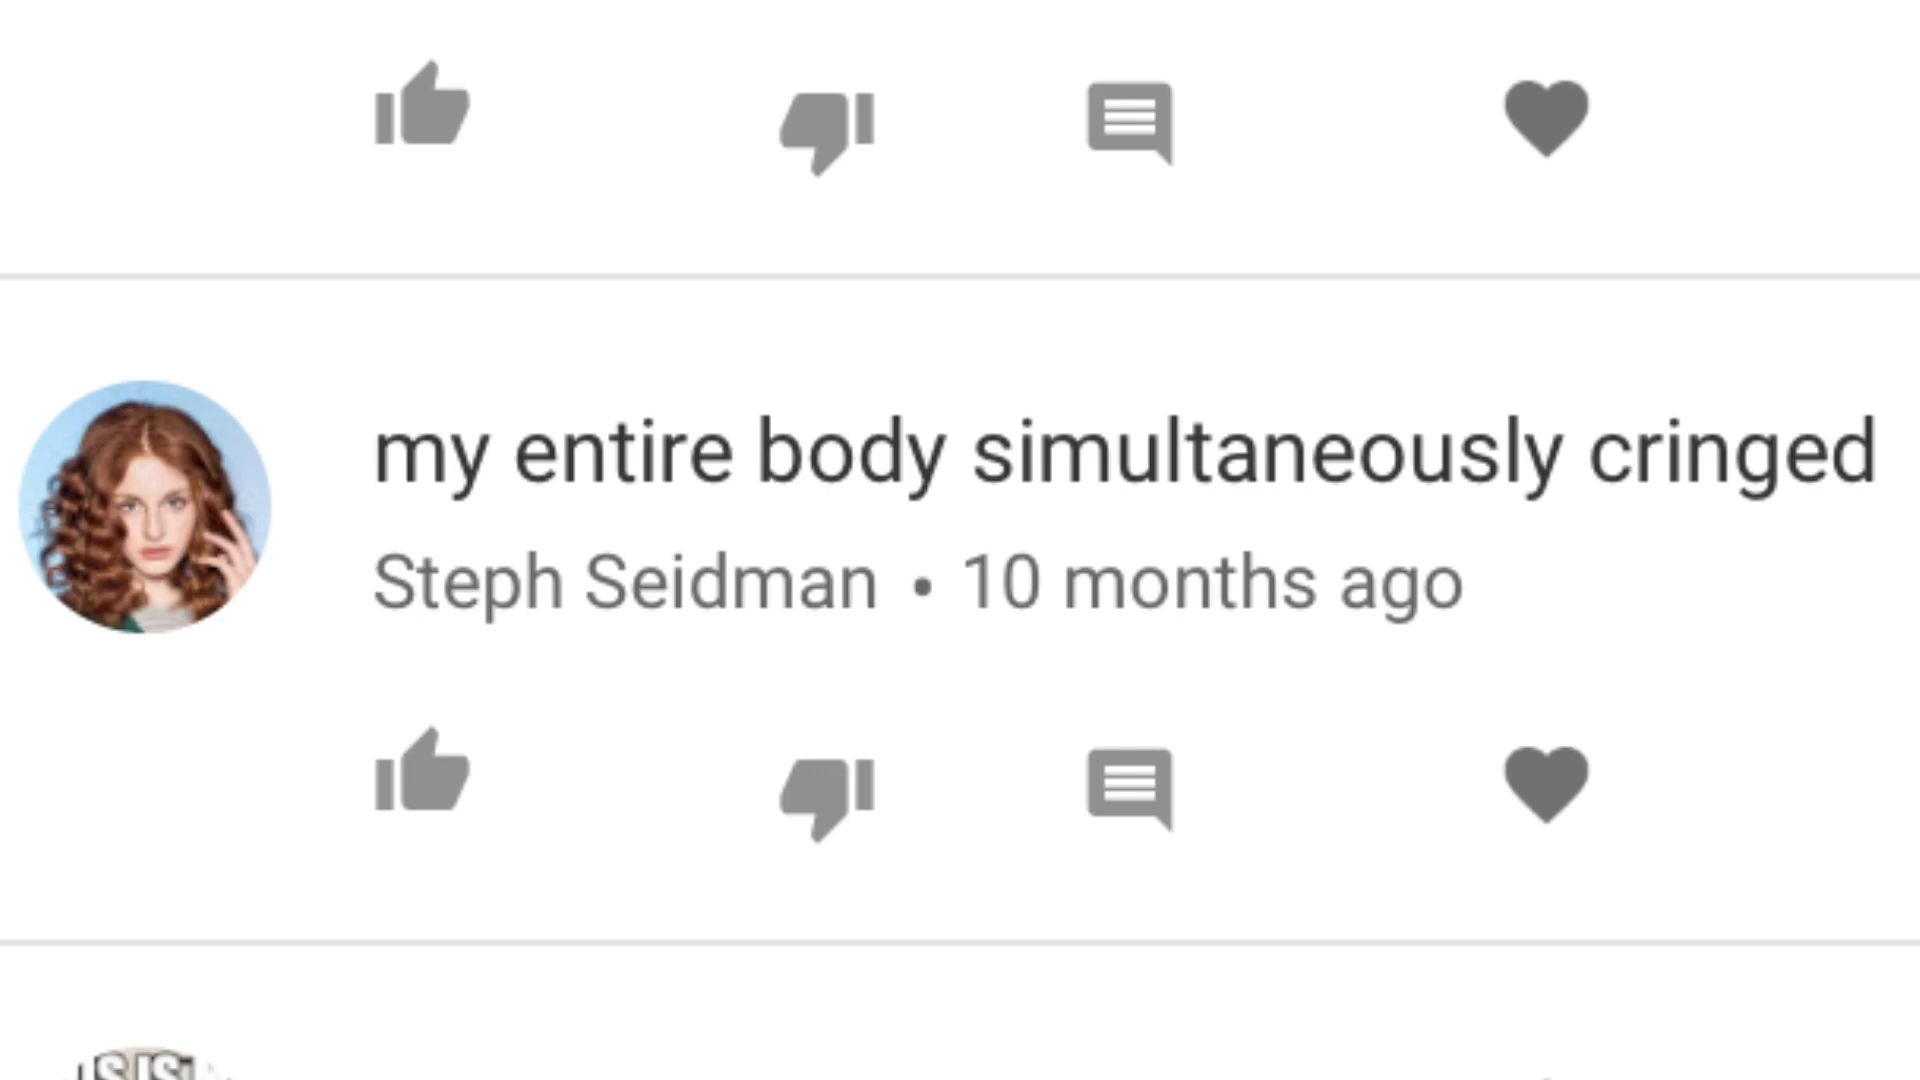 my entire body simultaneously cringed
Steph Seidman • 10 months ago